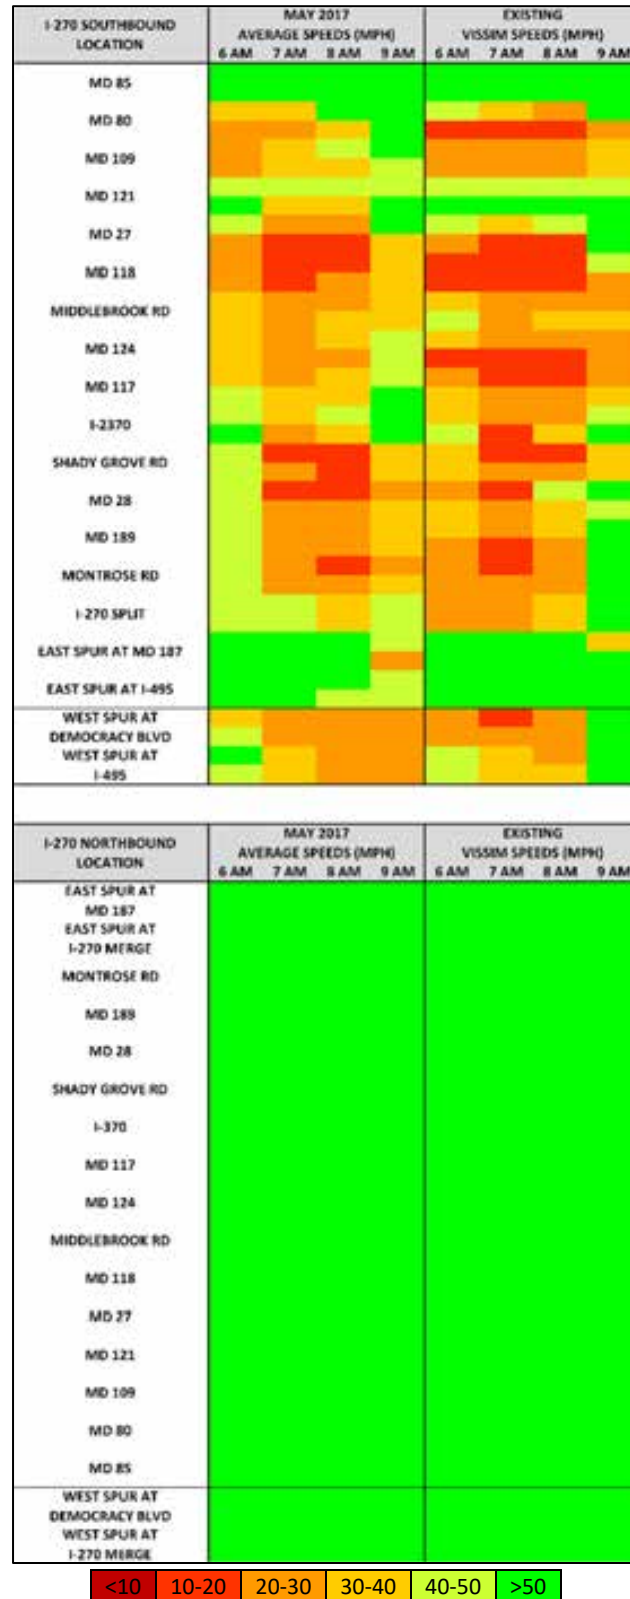 I-270 SOUTHBOUND
LOCATION
MAY 2017
AVERAGE SPEEDS (MPH)
6 AM 7 AM 8 AM 9 AM
EXISTING
VISSIM SPEEDS (MPH)
6 AM 7 AM 8 AM 9 AM
MD 85
MD 80
MD 109
MD 121
MD 27
MD 118
MIDDLEBROOK RD
MD 124
MD 117
I-2370
SHADY GROVE RD
MD 28
MD 189
MONTROSE RD
I-270 SPLIT
EAST SPUR AT MD 187
EAST SPUR AT I-495
WEST SPUR AT
DEMOCRACY BLVD
WEST SPUR AT
I-495
I-270 NORTHBOUND
LOCATION
MAY 2017
AVERAGE SPEEDS (MPH)
6 AM 7 AM 8 AM 9 AM
EXISTING
VISSIM SPEEDS (MPH)
6 AM 7 AM 8 AM 9 AM
EAST SPUR AT
MD 187
EAST SPUR AT
I-270 MERGE
MONTROSE RD
MD 189
MD 28
SHADY GROVE RD
I-370
MD 117
MD 124
MIDDLEBROOK RD
MD 118
MD 27
MD 121
MD 109
MD 80
MD 85
WEST SPUR AT
DEMOCRACY BLVD
WEST SPUR AT
I-270 MERGE
<10 10-20 20-30 30-40 40-50 >50